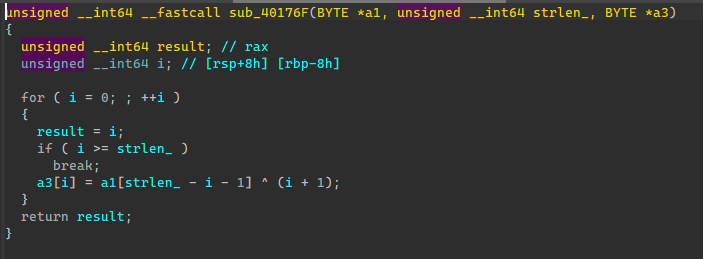 unsigned __int64 __fastcall sub_40176F(BYTE *a1, unsigned __int64 strlen_, BYTE *a3)
{
  unsigned __int64 result; // rax
  unsigned __int64 i; // [rsp+8h] [rbp-8h]

  for ( i = 0; ; ++i )
  {
    result = i;
    if ( i >= strlen_ )
      break;
    a3[i] = a1[strlen_ - i - 1] ^ (i + 1);
  }
  return result;
}